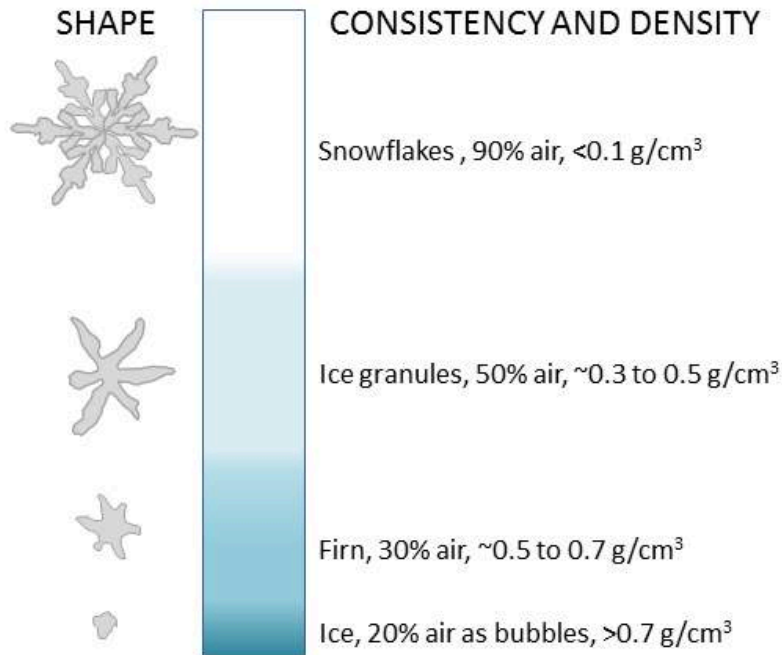 SHAPE
CONSISTENCY AND DENSITY
Snowflakes , 90% air, <0.1 g/cm³
Ice granules, 50% air, ~0.3 to 0.5 g/cm³
Firn, 30% air, ~0.5 to 0.7 g/cm³
Ice, 20% air as bubbles, >0.7 g/cm³